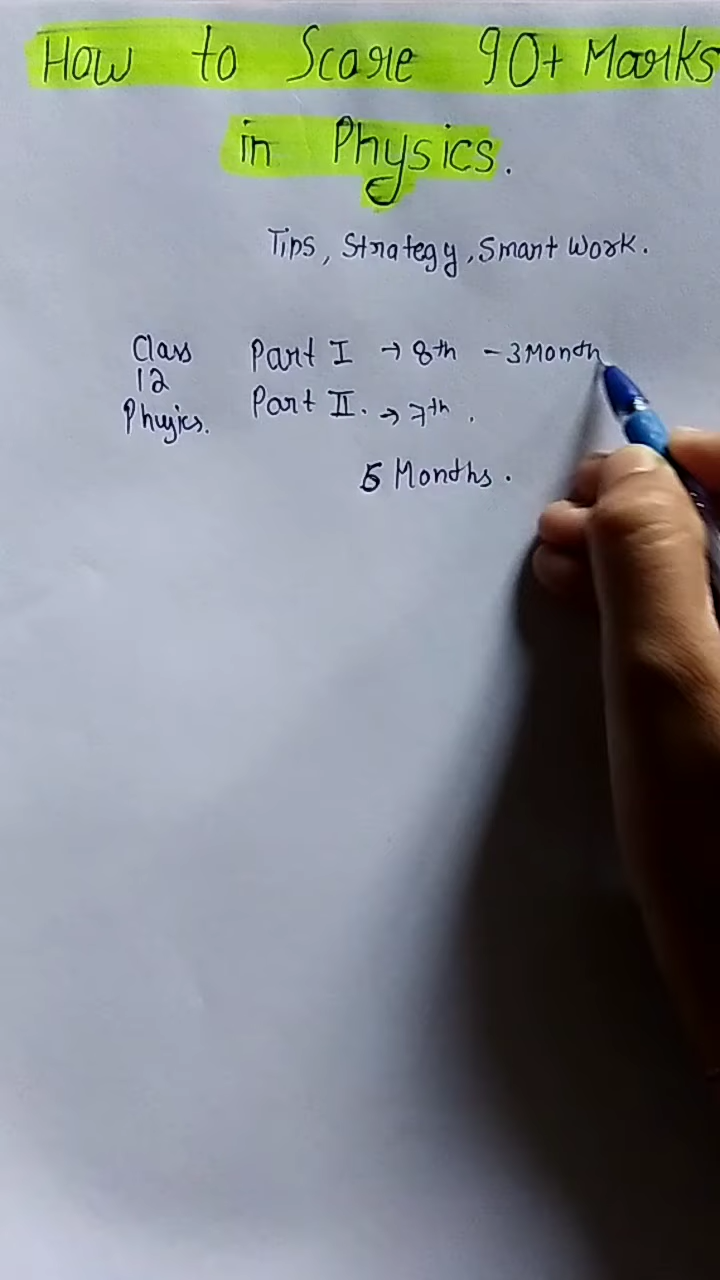 How to Score 90+ Marks
in Physics.
Tips, Strategy, Smart Work.
Class 12 Physics.
Part I → 8th - 3 Month
Part II. → 7th.
5 Months.